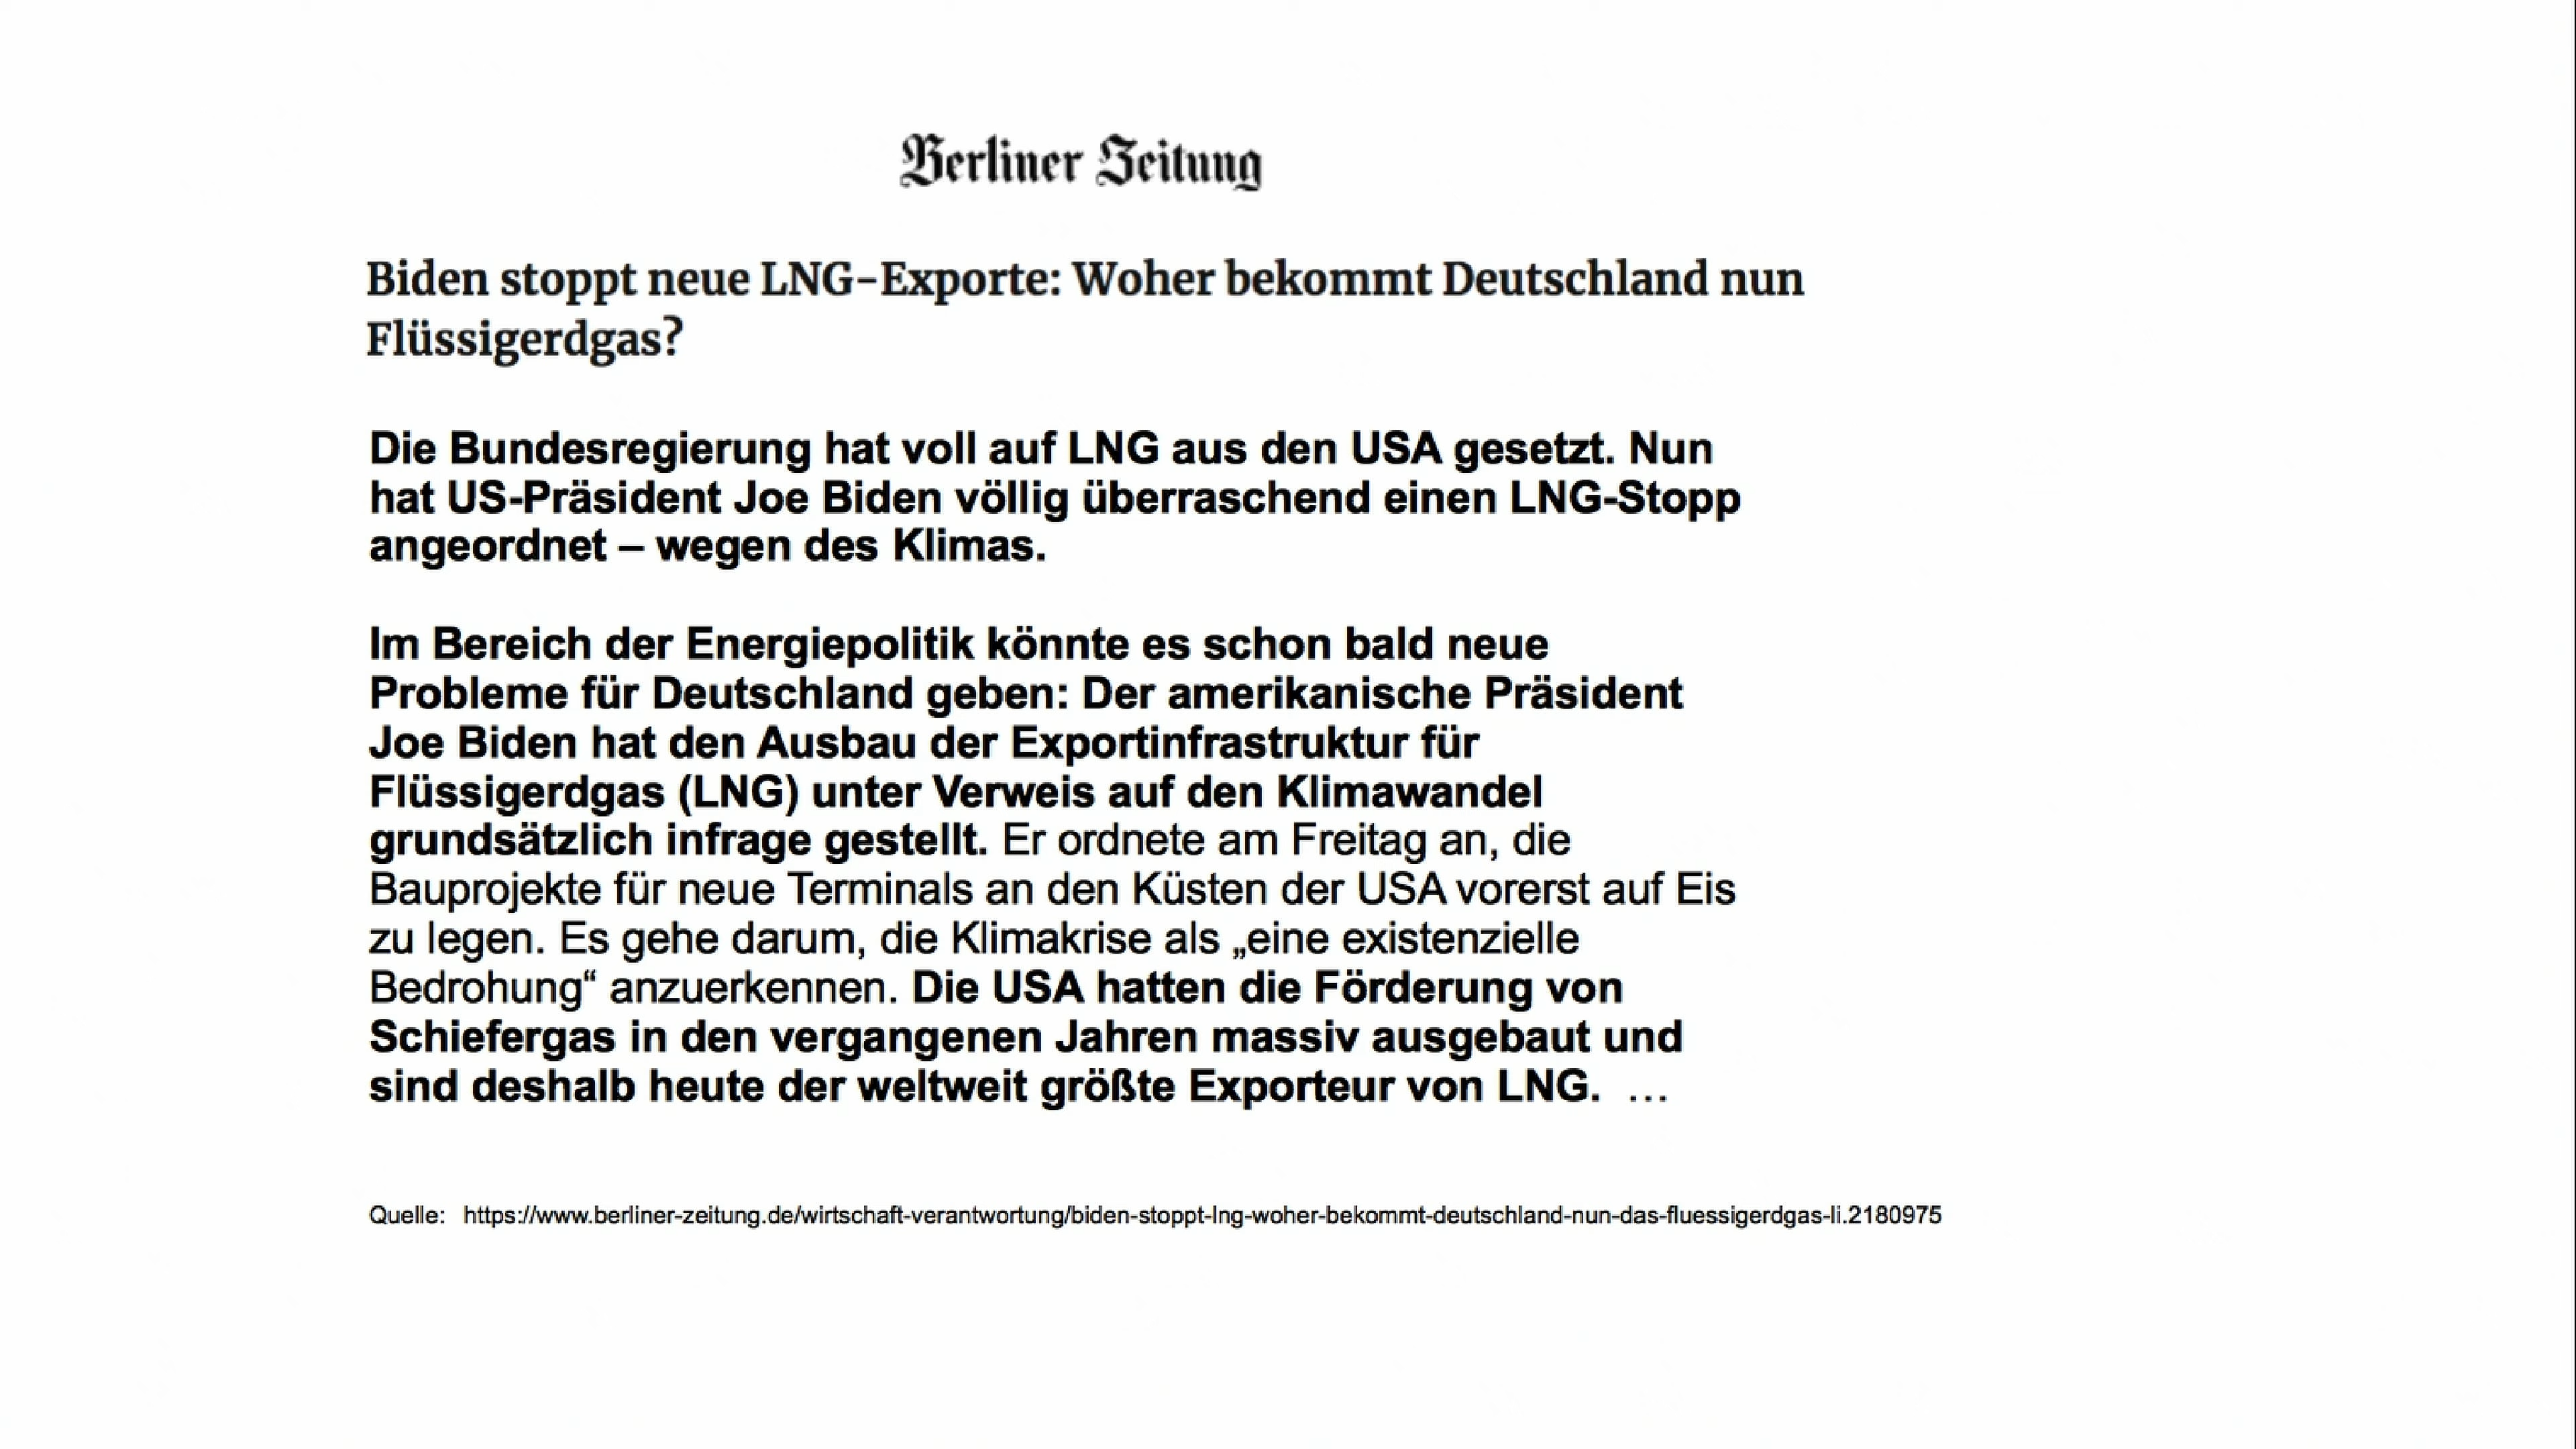 Berliner Zeitung
Biden stoppt neue LNG-Exporte: Woher bekommt Deutschland nun
Flüssigerdgas?
Die Bundesregierung hat voll auf LNG aus den USA gesetzt. Nun
hat US-Präsident Joe Biden völlig überraschend einen LNG-Stopp
angeordnet – wegen des Klimas.
Im Bereich der Energiepolitik könnte es schon bald neue
Probleme für Deutschland geben: Der amerikanische Präsident
Joe Biden hat den Ausbau der Exportinfrastruktur für
Flüssigerdgas (LNG) unter Verweis auf den Klimawandel
grundsätzlich infrage gestellt. Er ordnete am Freitag an, die
Bauprojekte für neue Terminals an den Küsten der USA vorerst auf Eis
zu legen. Es gehe darum, die Klimakrise als „eine existenzielle
Bedrohung“ anzuerkennen. Die USA hatten die Förderung von
Schiefergas in den vergangenen Jahren massiv ausgebaut und
sind deshalb heute der weltweit größte Exporteur von LNG. …
Quelle: https://www.berliner-zeitung.de/wirtschaft-verantwortung/biden-stoppt-lng-woher-bekommt-deutschland-nun-das-fluessigerdgas-li.2180975